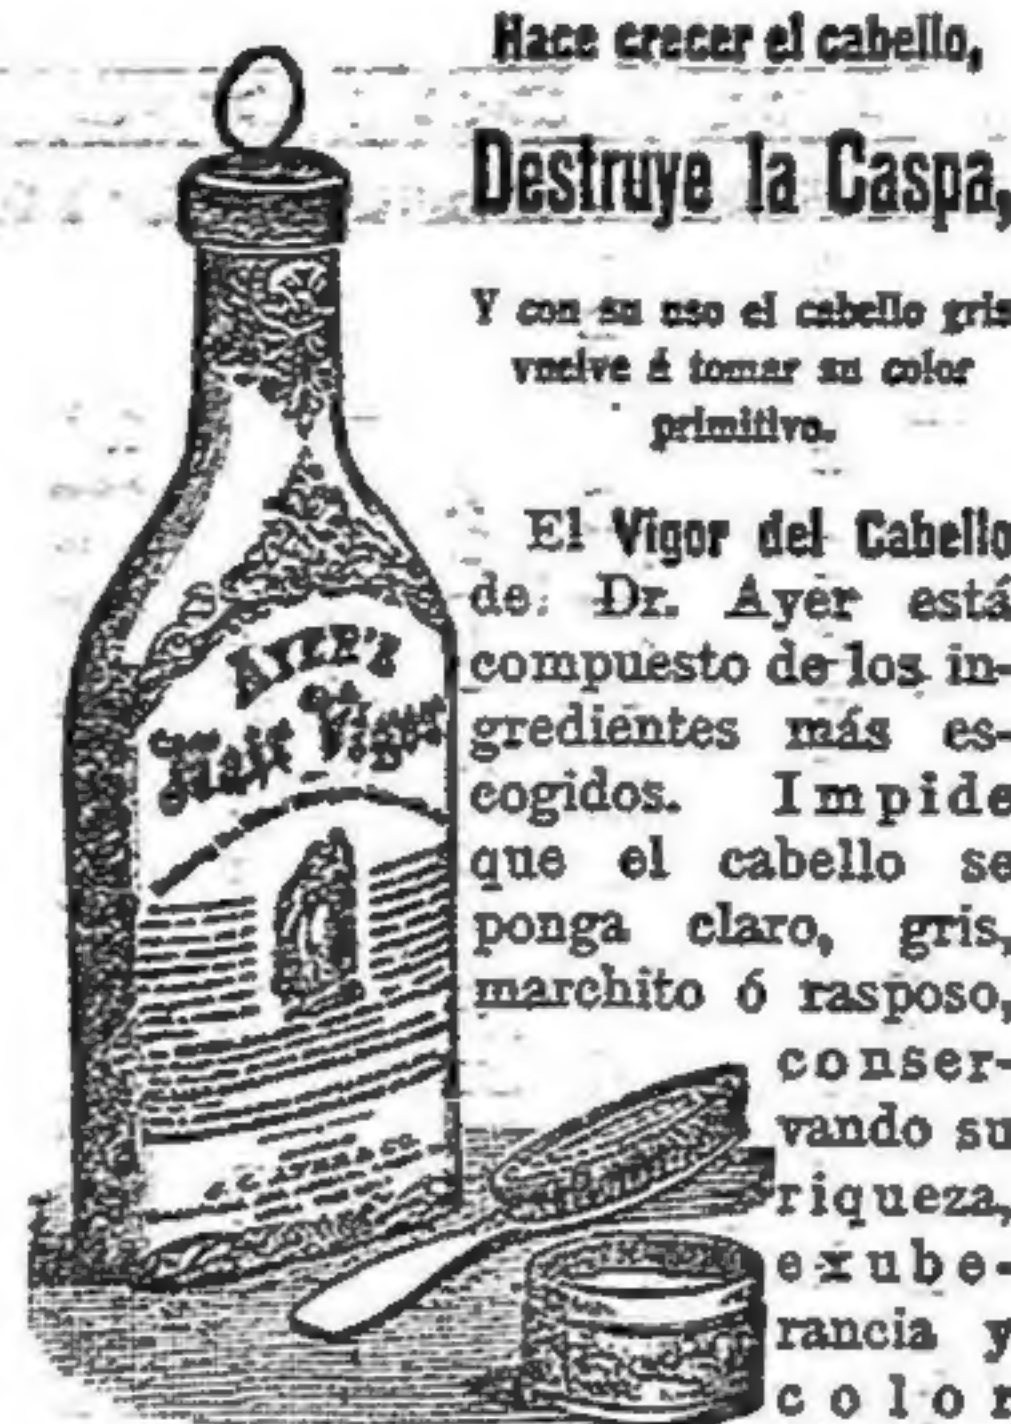 Hace crecer el cabello,
Destruye la Caspa,
Y con su uso el cabello gris
vuelve á tomar su color
primitivo.
El Vigor del Cabello
de Dr. Ayer está
compuesto de los in-
gredientes más es-
cogidos. Impide
que el cabello se
ponga claro, gris,
marchito ó rasposo,
conser-
vando su
riqueza,
exube-
rancia y
color
AYER'S
Hair Vigor
J. C. AYER & CO.